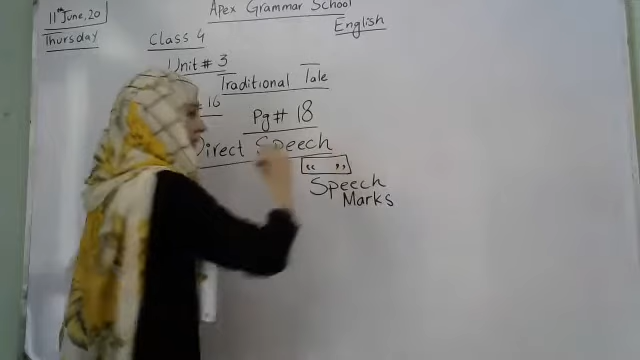 11th June, 20
Thursday
Apex Grammar School
English
Class 4
Unit # 3
Traditional Tale
# 16
Pg # 18
Direct Speech
“ ”
Speech
Marks